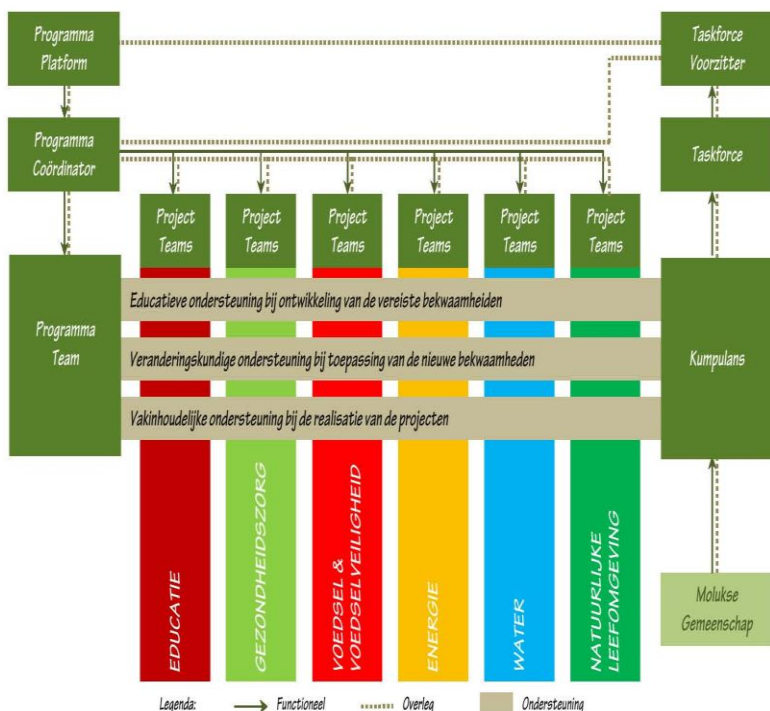 Programma
Platform
Taskforce
Voorzitter
Programma
Coördinator
Taskforce
Project
Teams
Project
Teams
Project
Teams
Project
Teams
Project
Teams
Project
Teams
Programma
Team
Educatieve ondersteuning bij ontwikkeling van de vereiste bekwaamheiden
Veranderingskundige ondersteuning bij toepassing van de nieuwe bekwaamheden
Vakinhoudelijke ondersteuning bij de realisatie van de projecten
Kumpulans
EDUCATIE
GEZONDHEIDSZORG
VOEDSEL &
VOEDSELVEILIGHEID
ENERGIE
WATER
NATUURLIJKE
LEEFOMGEVING
Molukse
Gemeenschap
Legenda:
Functioneel
Overleg
Ondersteuning